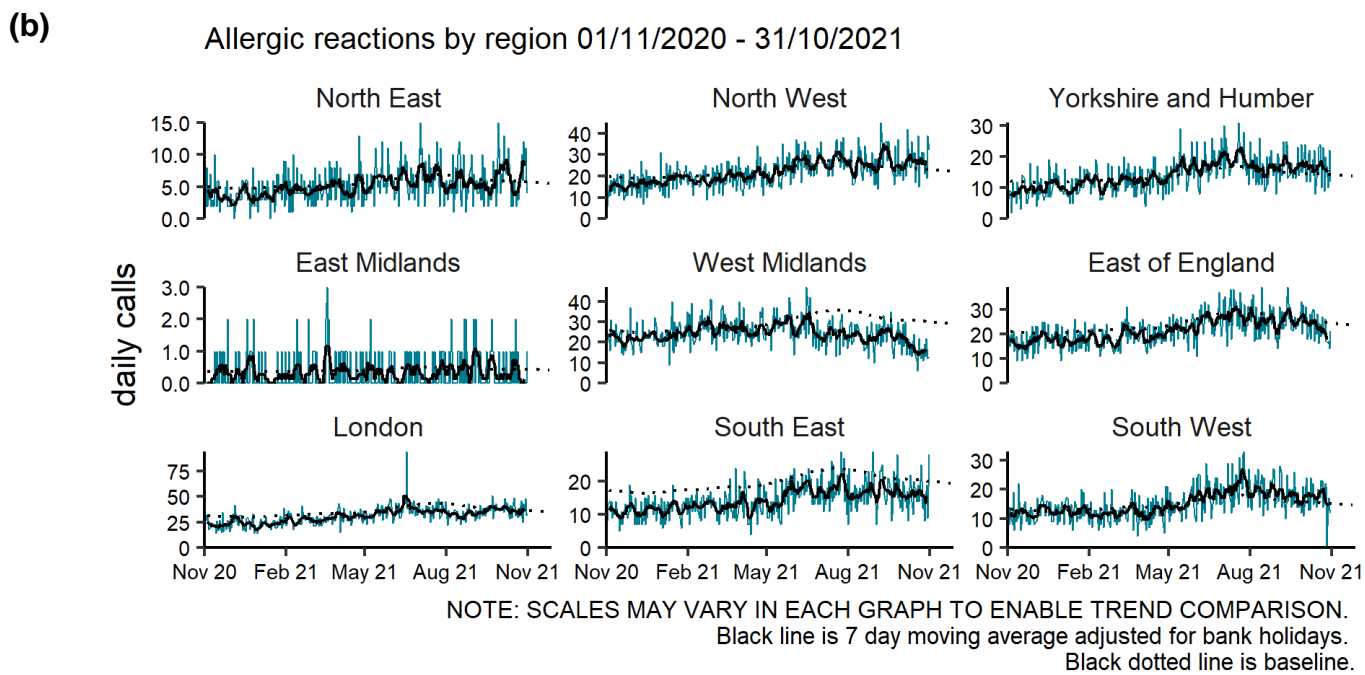 (b)
Allergic reactions by region 01/11/2020 - 31/10/2021
North East
North West
Yorkshire and Humber
15.0
10.0
5.0
0.0
40
30
20
10
0
30
20
10
0
daily calls
East Midlands
West Midlands
East of England
3.0
2.0
1.0
0.0
40
30
20
10
0
30
20
10
0
London
South East
South West
75
50
25
0
20
10
0
30
20
10
0
Nov 20 Feb 21 May 21 Aug 21 Nov 21
Nov 20 Feb 21 May 21 Aug 21 Nov 21
Nov 20 Feb 21 May 21 Aug 21 Nov 21
NOTE: SCALES MAY VARY IN EACH GRAPH TO ENABLE TREND COMPARISON.
Black line is 7 day moving average adjusted for bank holidays.
Black dotted line is baseline.